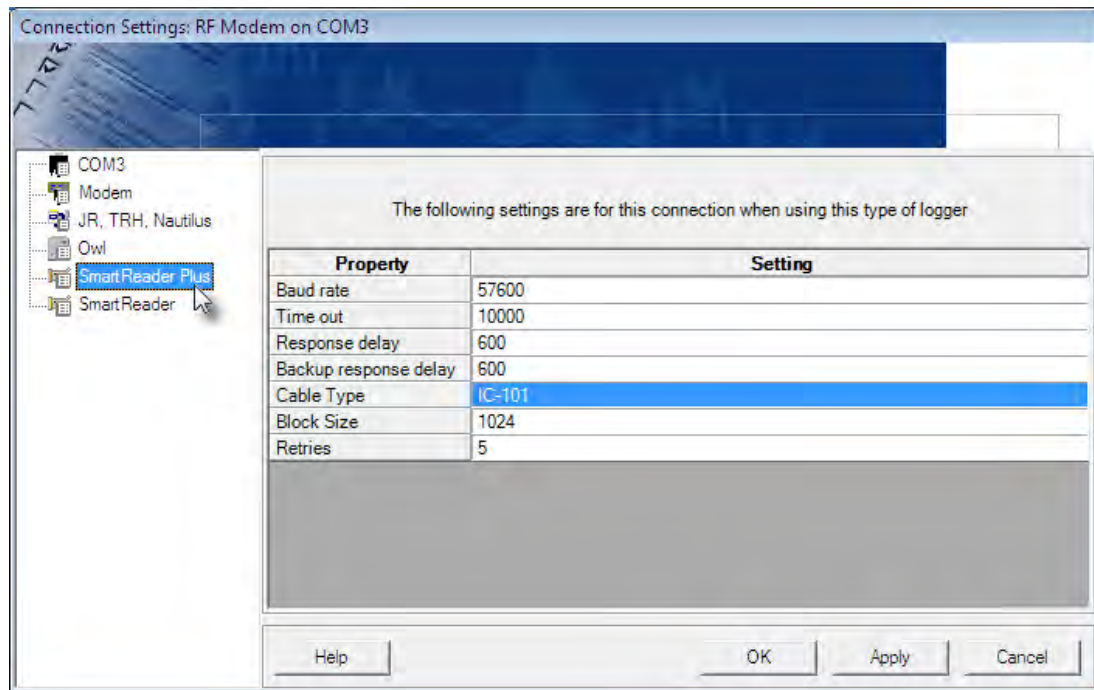 Connection Settings: RF Modem on COM3
COM3
Modem
JR, TRH, Nautilus
Owl
SmartReader Plus
SmartReader
The following settings are for this connection when using this type of logger
Property Setting
Baud rate 57600
Time out 10000
Response delay 600
Backup response delay 600
Cable Type IC-101
Block Size 1024
Retries 5
Help OK Apply Cancel